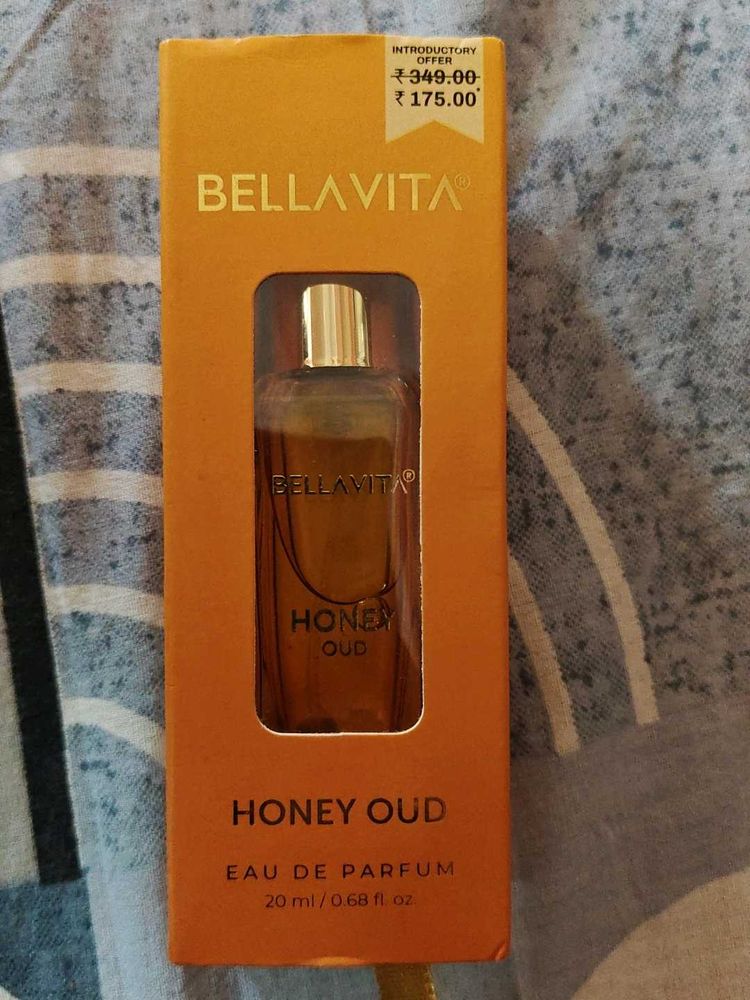 INTRODUCTORY
OFFER
₹ 349.00
₹ 175.00*
BELLAVITA®
BELLAVITA®
HONEY
OUD
HONEY OUD
EAU DE PARFUM
20 ml / 0.68 fl. oz.